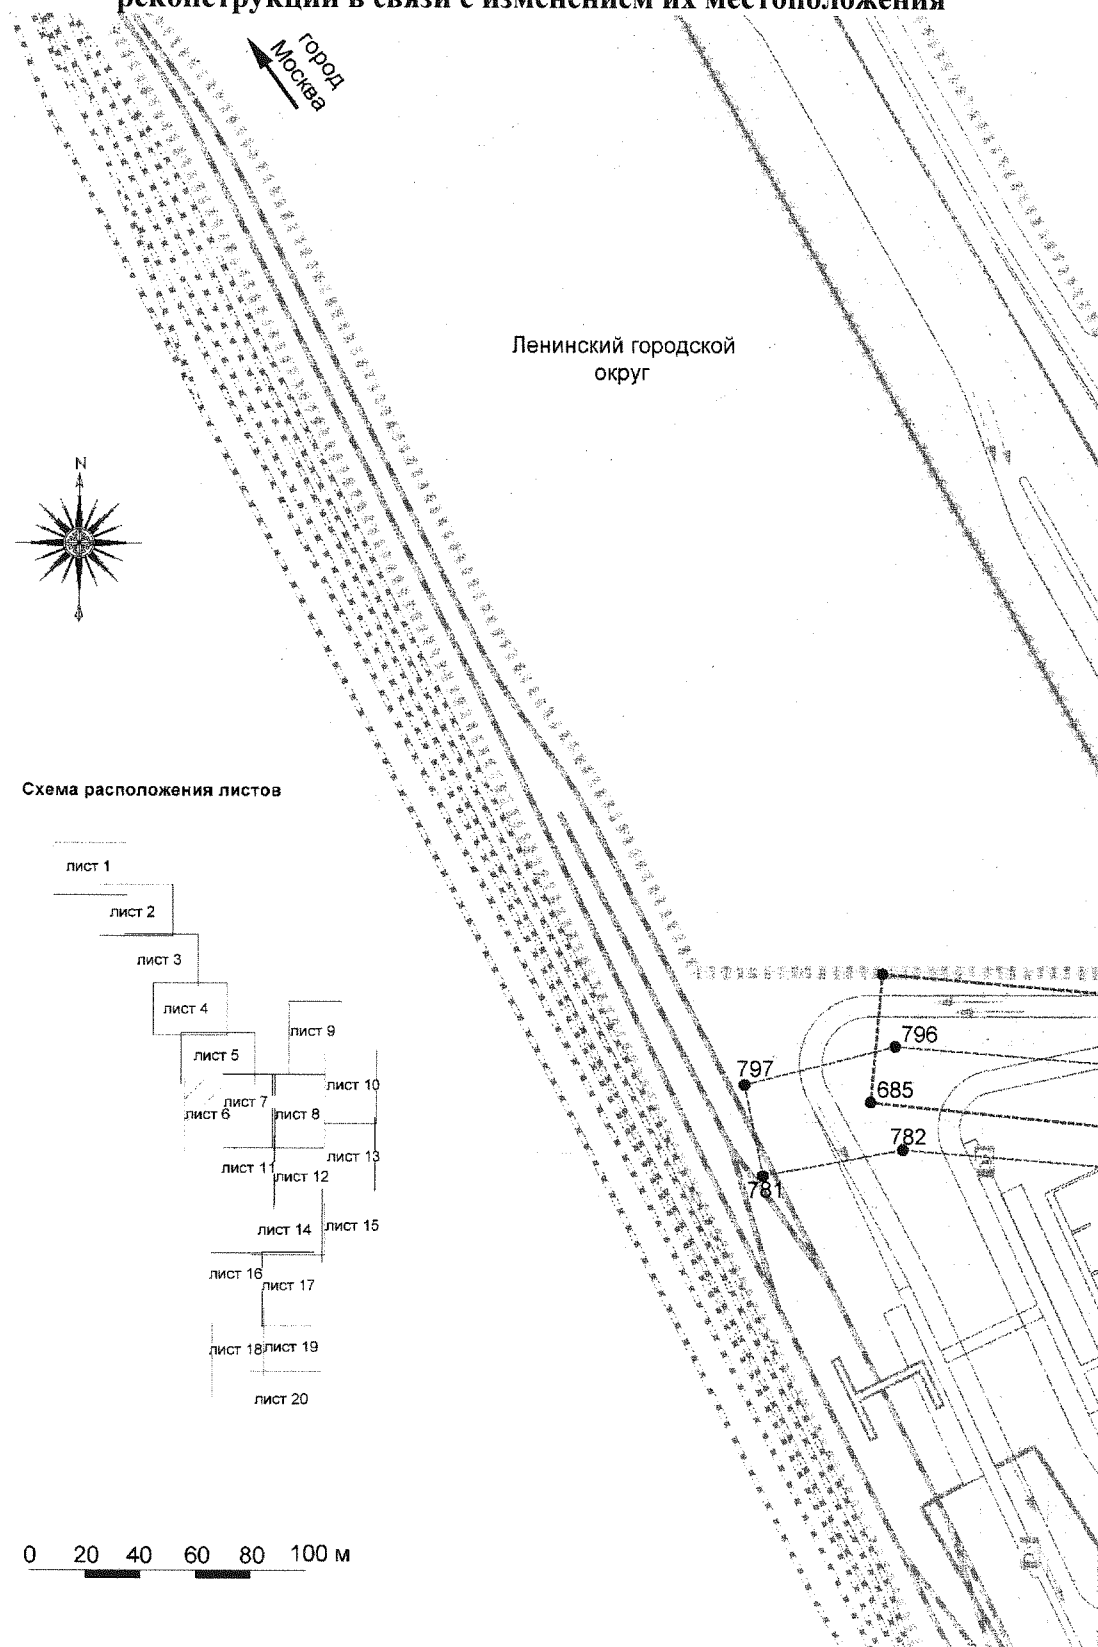 реконструкции в связи с изменением их местоположения
город
Москва
Ленинский городской
округ
N
Схема расположения листов
лист 1
лист 2
лист 3
лист 4
лист 9
лист 5
лист 10
лист 7
лист 6
лист 8
лист 11
лист 13
лист 12
лист 14
лист 15
лист 16
лист 17
лист 18
лист 19
лист 20
796
797
685
782
781
0 20 40 60 80 100 м